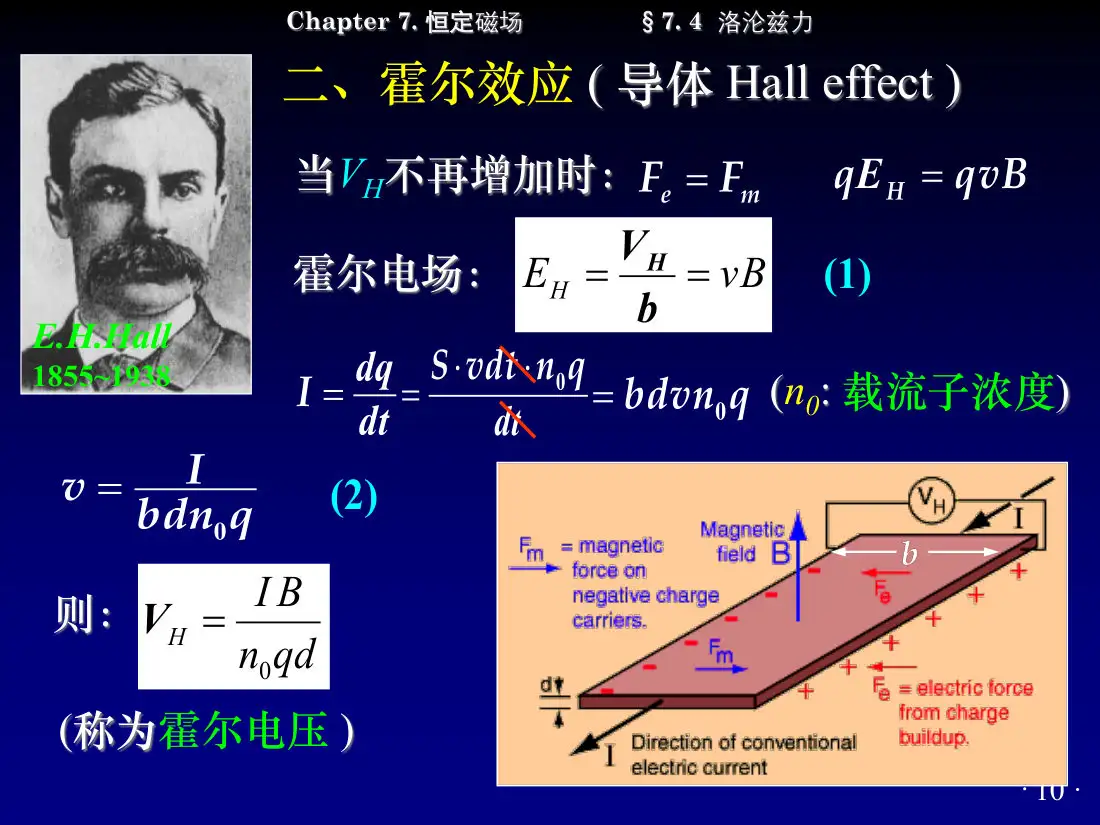 Chapter 7. 恒定磁场 §7. 4 洛沦兹力
二、霍尔效应 ( 导体 Hall effect )
当V_H不再增加时: F_e = F_m qE_H = qvB
霍尔电场: E_H = V_H / b = vB (1)
E.H.Hall
1855~1938
I = dq / dt = S·vdt·n_0q / dt = bdvn_0q (n_0: 载流子浓度)
v = I / bdn_0q (2)
则: V_H = I B / n_0qd
(称为霍尔电压 )
V_H
I
Magnetic
field B
b
F_m = magnetic
force on
negative charge
carriers.
F_e
F_m
d
F_e = electric force
from charge
buildup.
I
Direction of conventional
electric current
· 10 ·